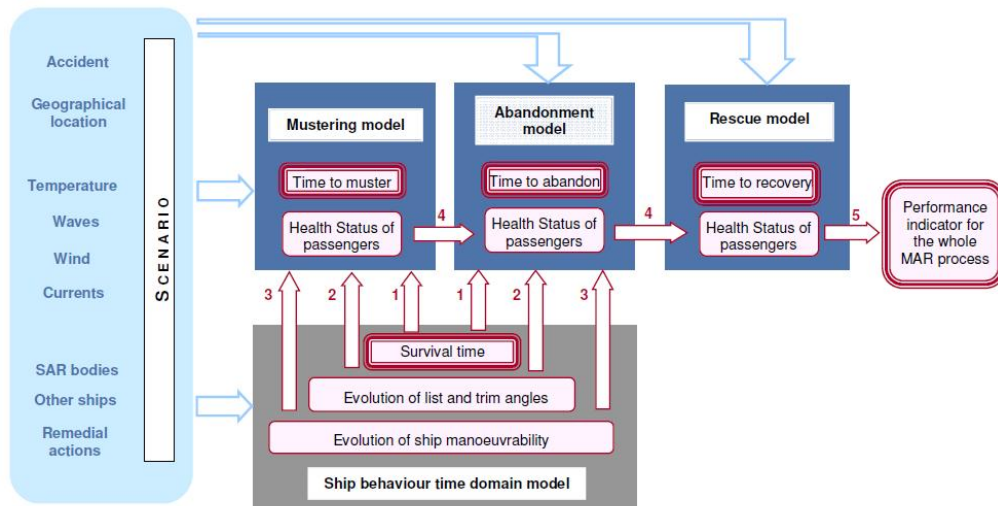 Accident
Geographical
location
Temperature
Waves
Wind
Currents
SAR bodies
Other ships
Remedial
actions
SCENARIO
Mustering model
Time to muster
Health Status of
passengers
4
Abandonment
model
Time to abandon
Health Status of
passengers
4
Rescue model
Time to recovery
Health Status of
passengers
5
Performance
indicator for
the whole
MAR process
3
2
1
1
2
3
Survival time
Evolution of list and trim angles
Evolution of ship manoeuvrability
Ship behaviour time domain model